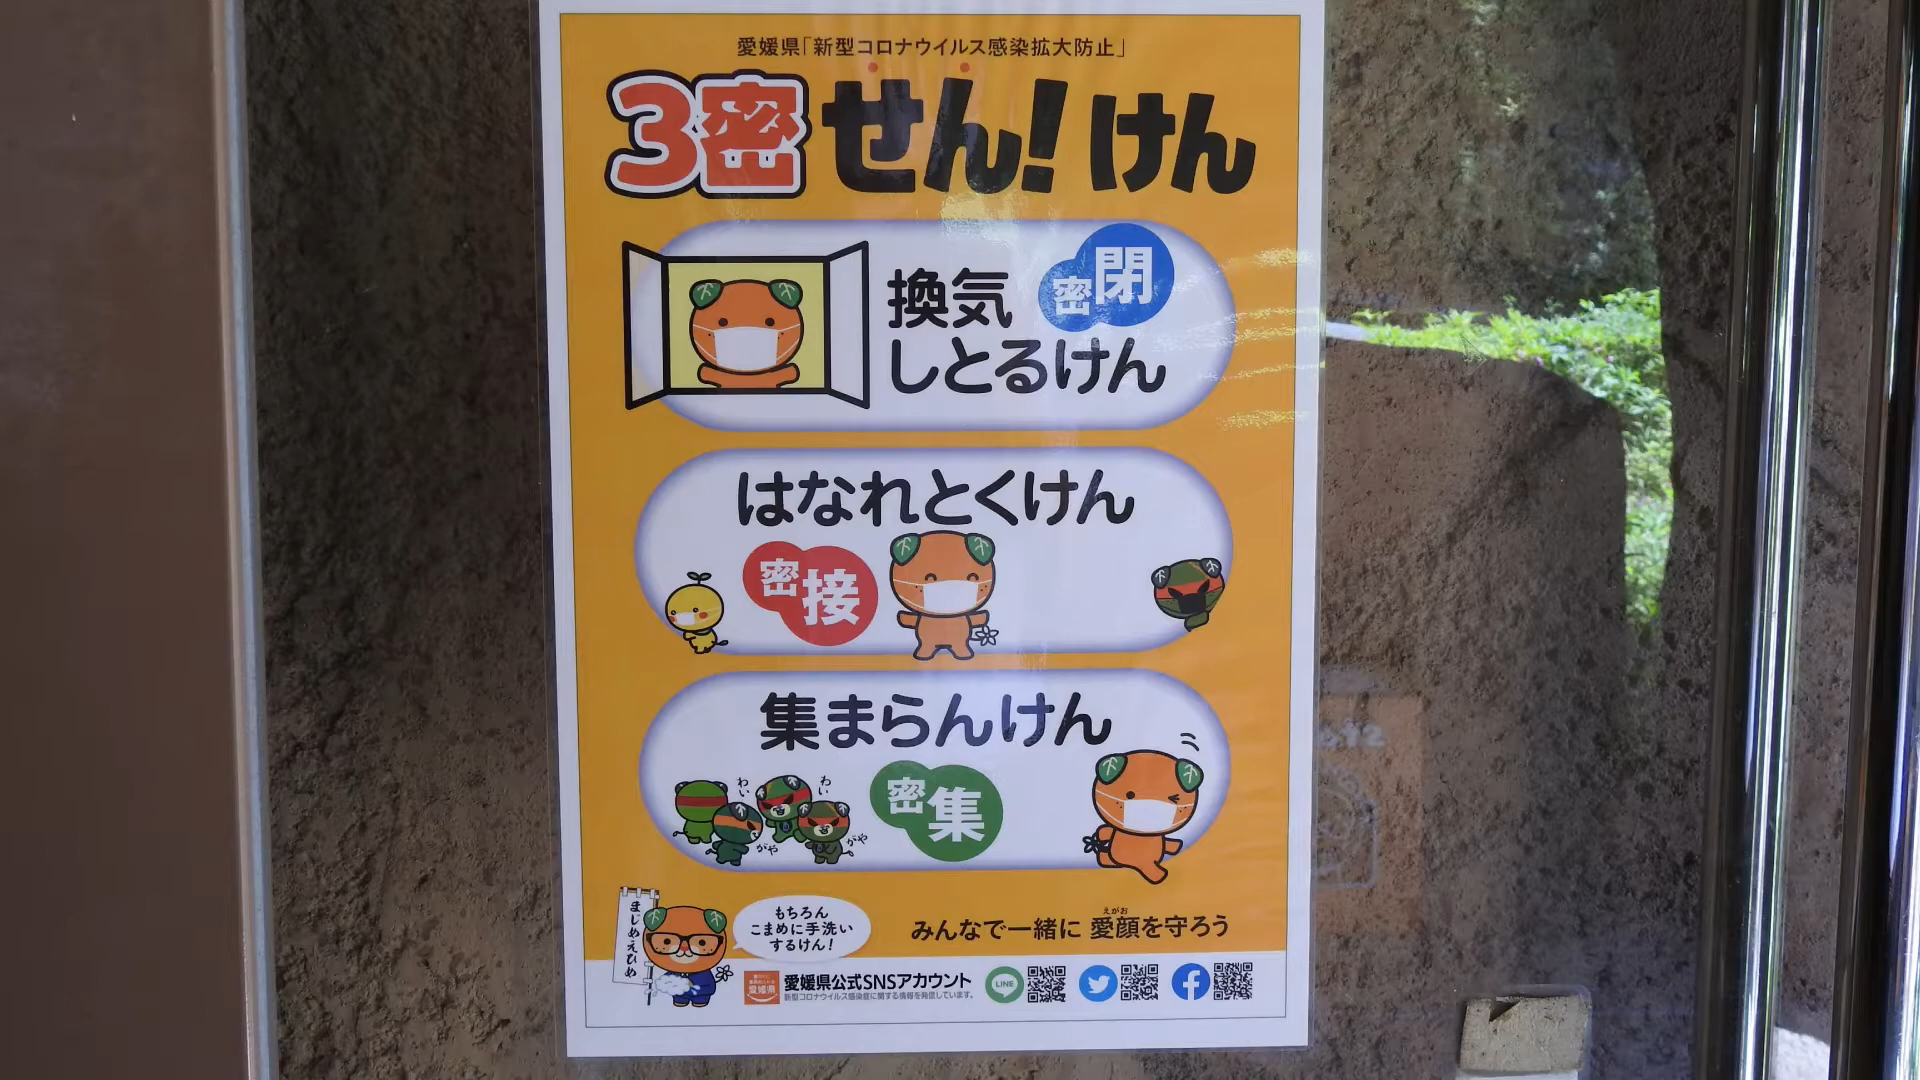 愛媛県「新型コロナウイルス感染拡大防止」
3密せん!けん
換気
しとるけん
密閉
はなれとくけん
密接
集まらんけん
わい
わい
がや
がや
密集
まじめえひめ
もちろん
こまめに手洗い
するけん!
えがお
みんなで一緒に 愛顔を守ろう
愛媛県
愛媛県公式SNSアカウント
新型コロナウイルス感染症に関する情報を発信しています。
LINE